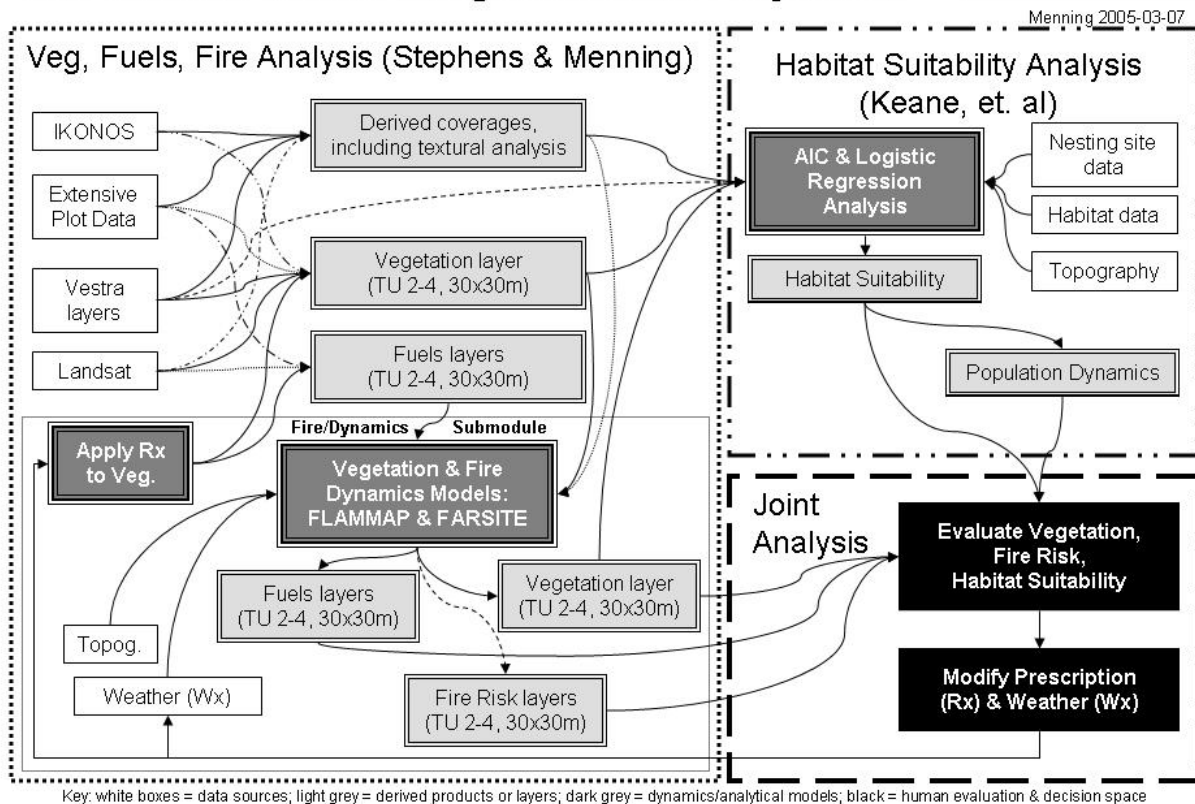 Menning 2005-03-07
Veg, Fuels, Fire Analysis (Stephens & Menning)
IKONOS
Extensive
Plot Data
Vestra
layers
Landsat
Derived coverages,
including textural analysis
Vegetation layer
(TU 2-4, 30x30m)
Fuels layers
(TU 2-4, 30x30m)
Fire/Dynamics
Submodule
Apply Rx
to Veg.
Vegetation & Fire
Dynamics Models:
FLAMMAP & FARSITE
Fuels layers
(TU 2-4, 30x30m)
Vegetation layer
(TU 2-4, 30x30m)
Topog.
Weather (Wx)
Fire Risk layers
(TU 2-4, 30x30m)
Habitat Suitability Analysis
(Keane, et. al)
AIC & Logistic
Regression
Analysis
Nesting site
data
Habitat data
Topography
Habitat Suitability
Population Dynamics
Joint
Analysis
Evaluate Vegetation,
Fire Risk,
Habitat Suitability
Modify Prescription
(Rx) & Weather (Wx)
Key: white boxes = data sources; light grey = derived products or layers; dark grey = dynamics/analytical models; black = human evaluation & decision space